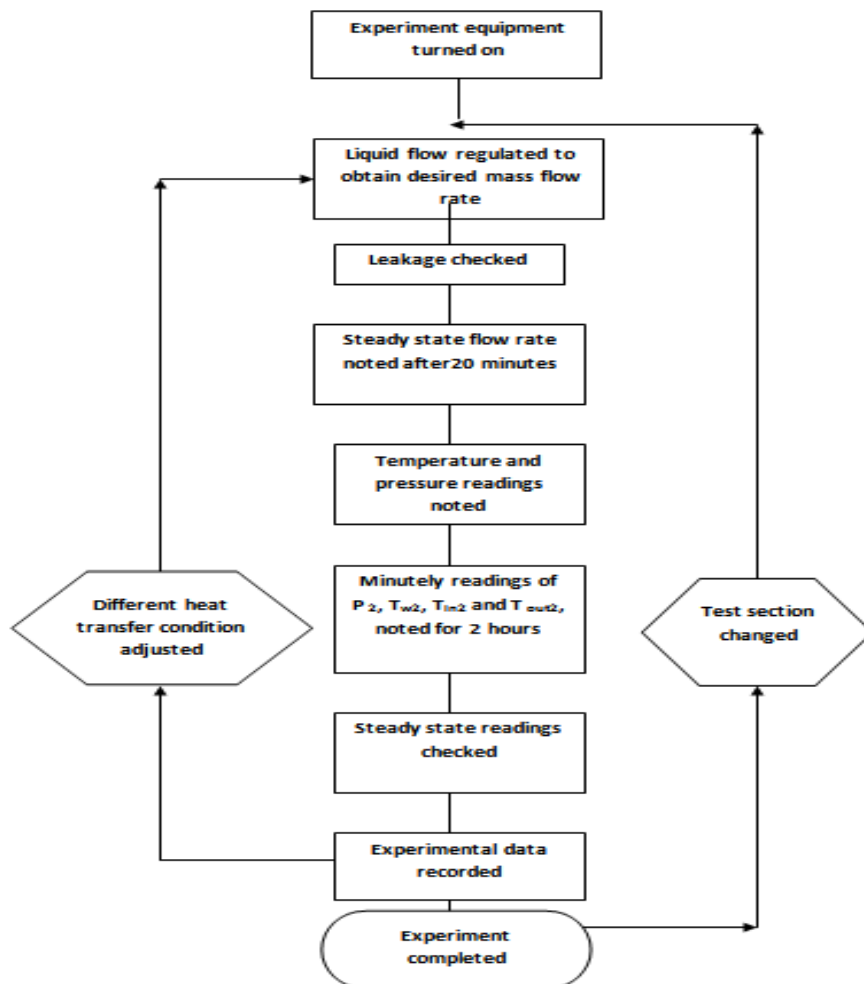 Experiment equipment
turned on
Liquid flow regulated to
obtain desired mass flow
rate
Leakage checked
Steady state flow rate
noted after20 minutes
Temperature and
pressure readings
noted
Minutely readings of
P 2, Tw2, Tin2 and T out2,
noted for 2 hours
Different heat
transfer condition
adjusted
Test section
changed
Steady state readings
checked
Experimental data
recorded
Experiment
completed